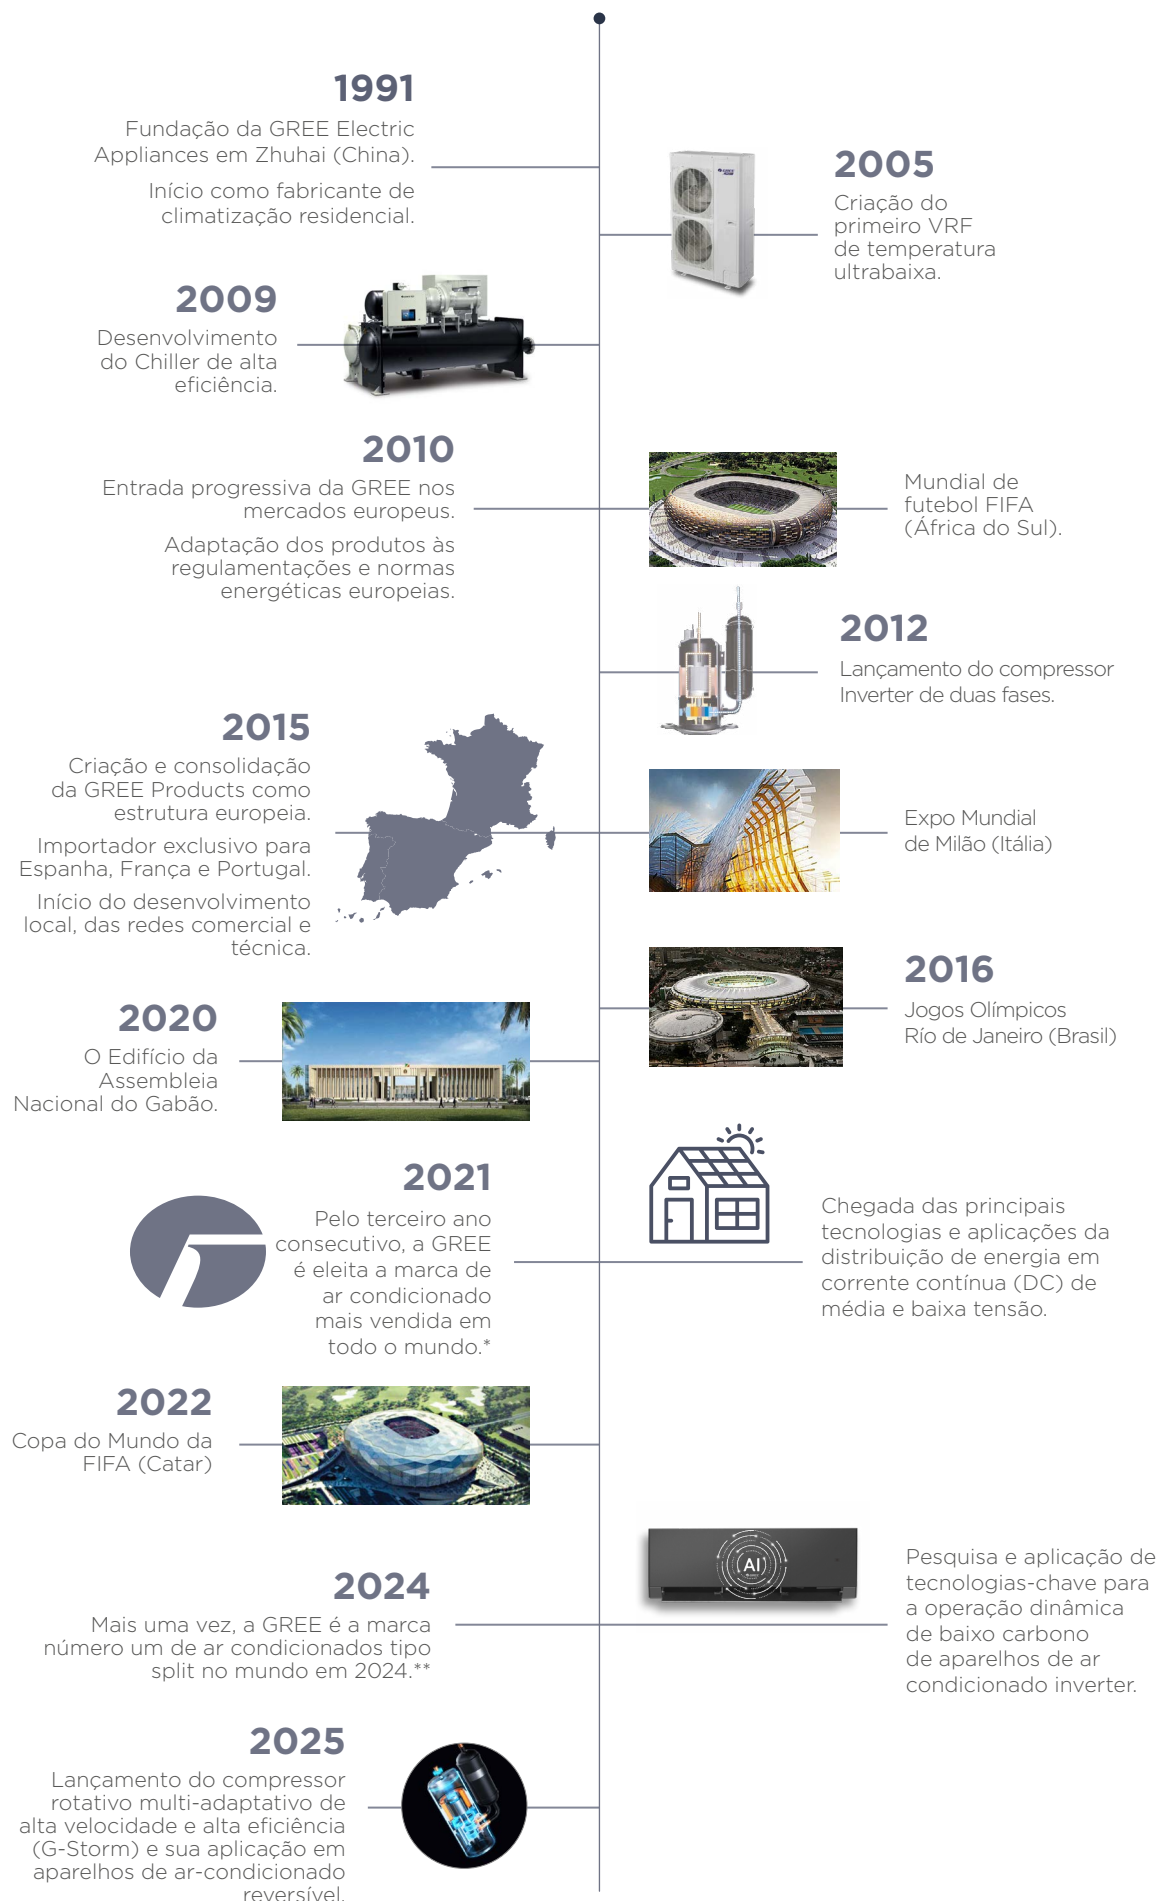 1991
Fundação da GREE Electric
Appliances em Zhuhai (China).
Início como fabricante de
climatização residencial.
2005
Criação do
primeiro VRF
de temperatura
ultrabaixa.
2009
Desenvolvimento
do Chiller de alta
eficiência.
2010
Entrada progressiva da GREE nos
mercados europeus.
Adaptação dos produtos às
regulamentações e normas
energéticas europeias.
Mundial de
futebol FIFA
(África do Sul).
2012
Lançamento do compressor
Inverter de duas fases.
2015
Criação e consolidação
da GREE Products como
estrutura europeia.
Importador exclusivo para
Espanha, França e Portugal.
Início do desenvolvimento
local, das redes comercial e
técnica.
Expo Mundial
de Milão (Itália)
2016
Jogos Olímpicos
Río de Janeiro (Brasil)
2020
O Edifício da
Assembleia
Nacional do Gabão.
2021
Pelo terceiro ano
consecutivo, a GREE
é eleita a marca de
ar condicionado
mais vendida em
todo o mundo.*
Chegada das principais
tecnologias e aplicações da
distribuição de energia em
corrente contínua (DC) de
média e baixa tensão.
2022
Copa do Mundo da
FIFA (Catar)
2024
Mais uma vez, a GREE é a marca
número um de ar condicionados tipo
split no mundo em 2024.**
AI
Pesquisa e aplicação de
tecnologias-chave para
a operação dinâmica
de baixo carbono
de aparelhos de ar
condicionado inverter.
2025
Lançamento do compressor
rotativo multi-adaptativo de
alta velocidade e alta eficiência
(G-Storm) e sua aplicação em
aparelhos de ar-condicionado
reversível.